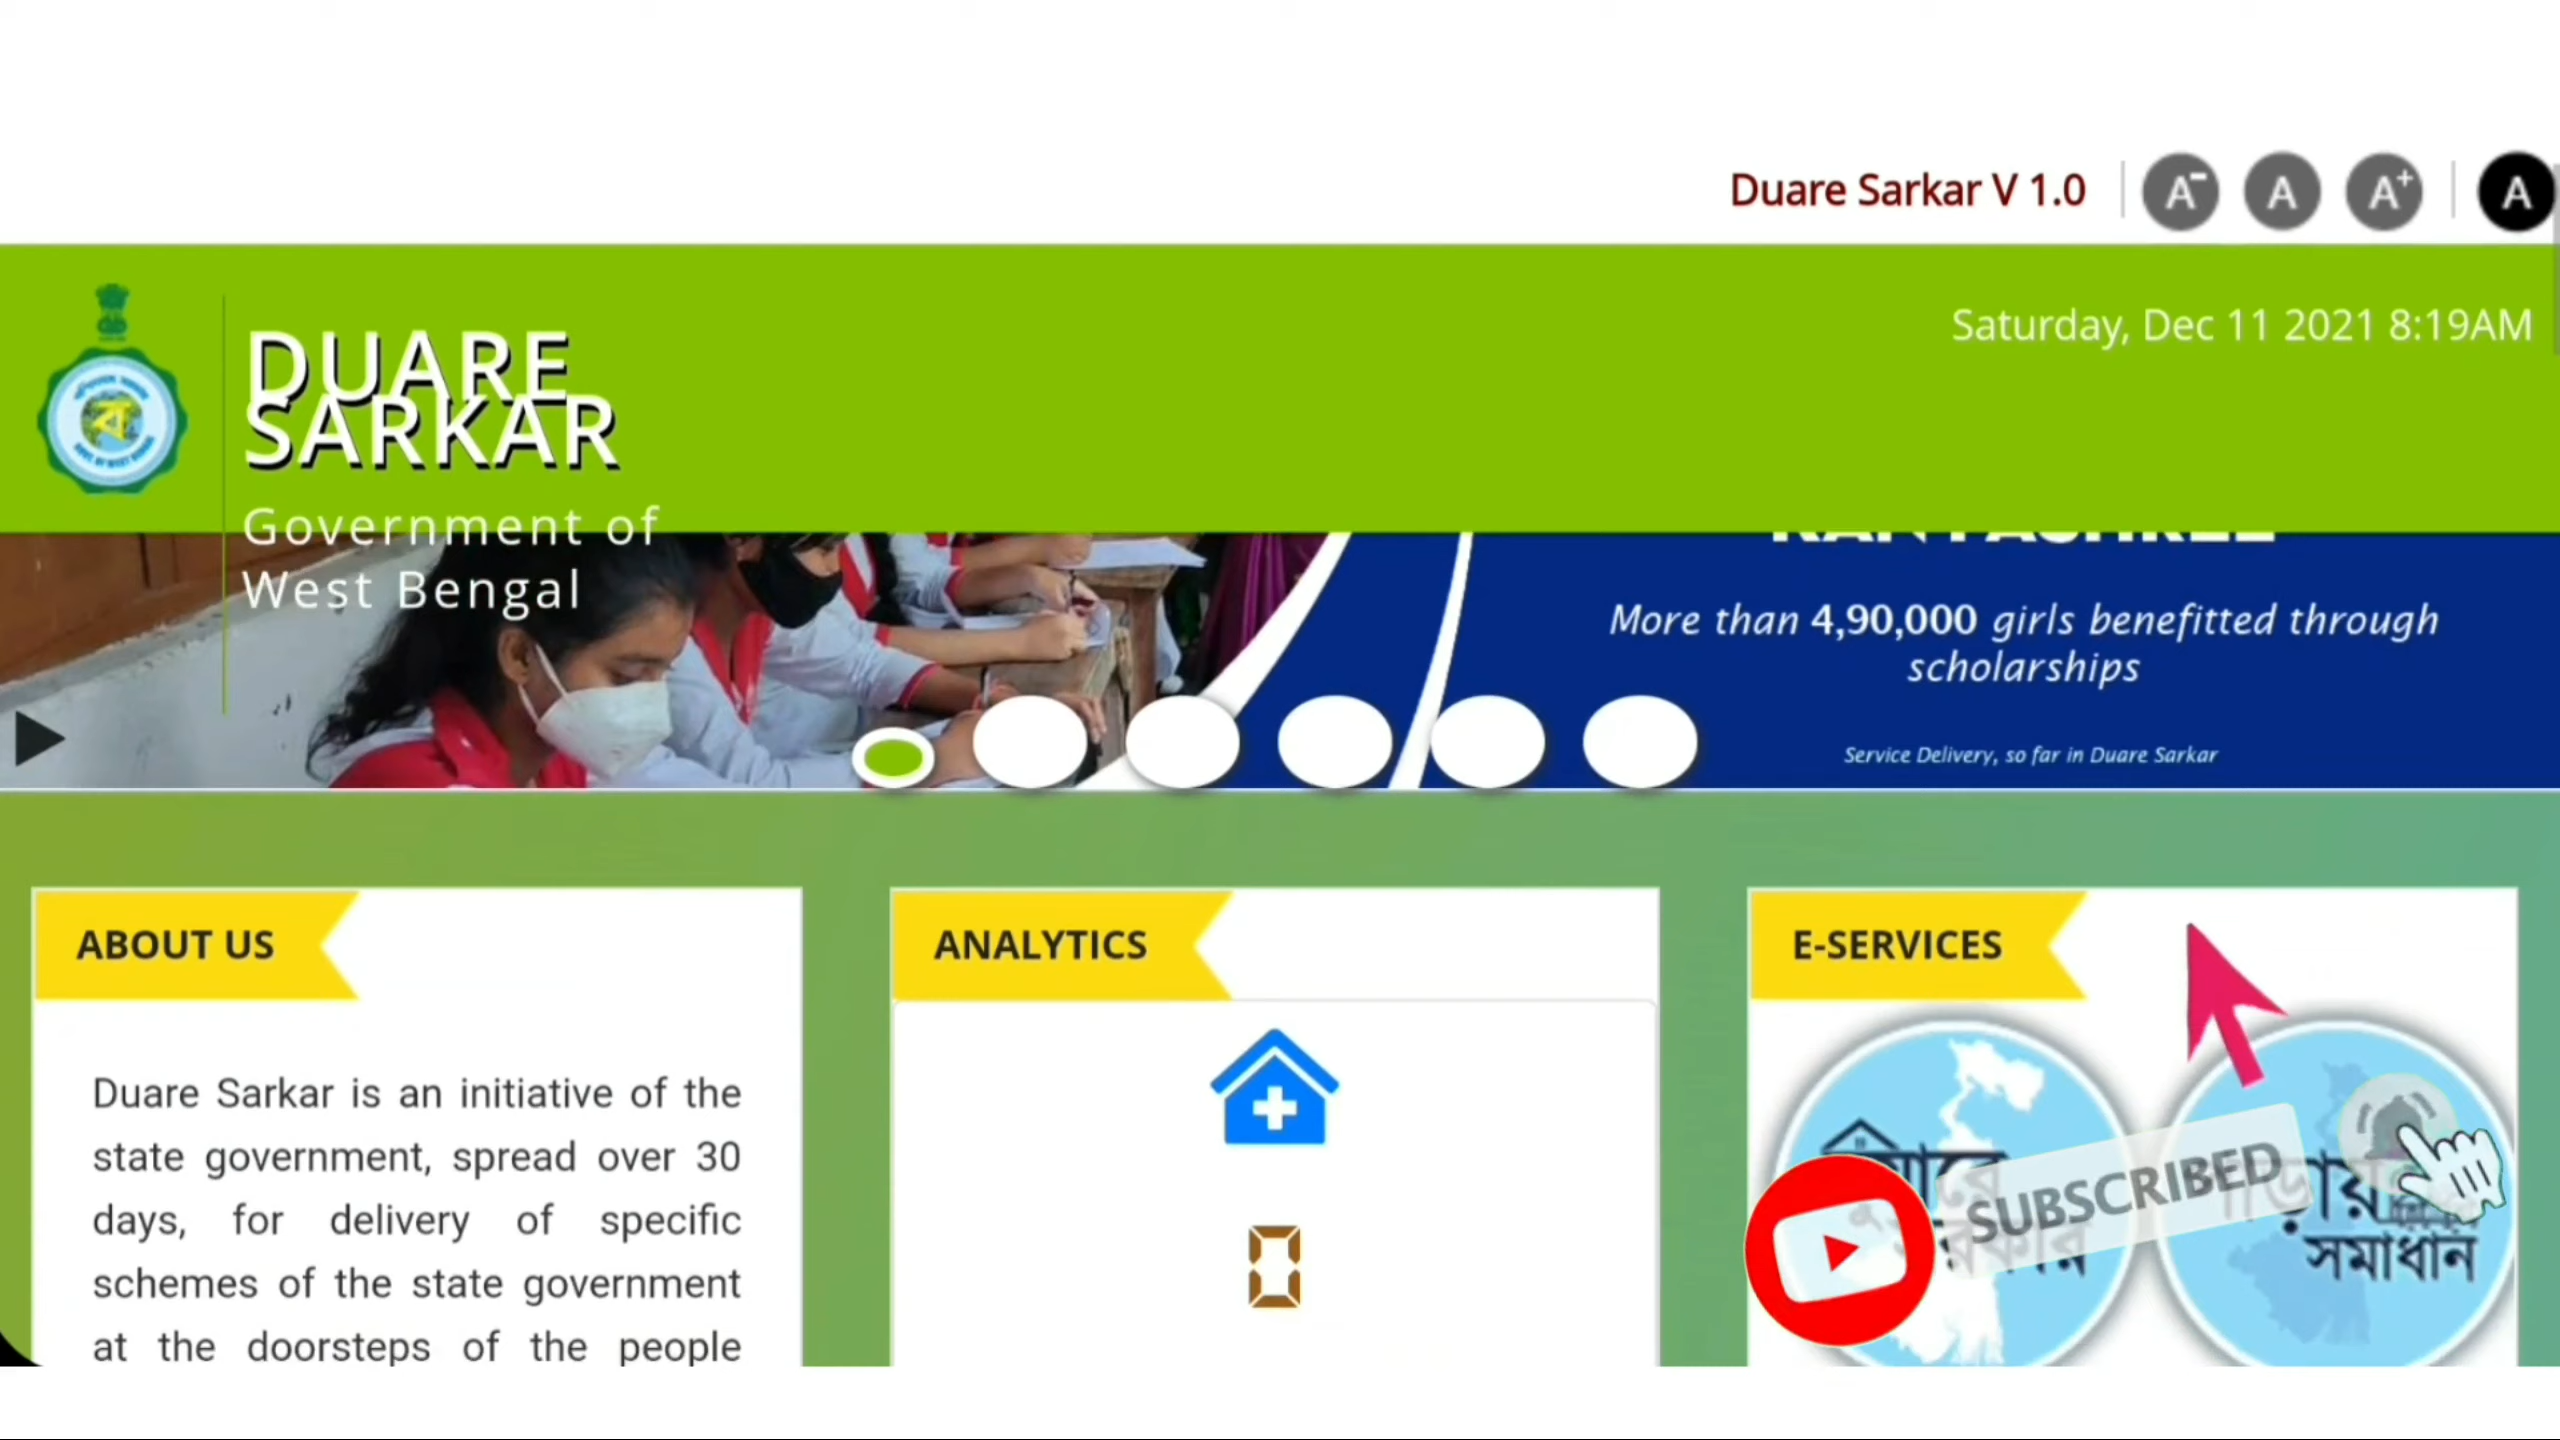 Duare Sarkar V 1.0
A-
A
A+
A
Saturday, Dec 11 2021 8:19AM
DUARE
SARKAR
Government of
West Bengal
More than 4,90,000 girls benefitted through
scholarships
Service Delivery, so far in Duare Sarkar
ABOUT US
Duare Sarkar is an initiative of the
state government, spread over 30
days, for delivery of specific
schemes of the state government
at the doorsteps of the people
ANALYTICS
0
E-SERVICES
SUBSCRIBED
সমাধান